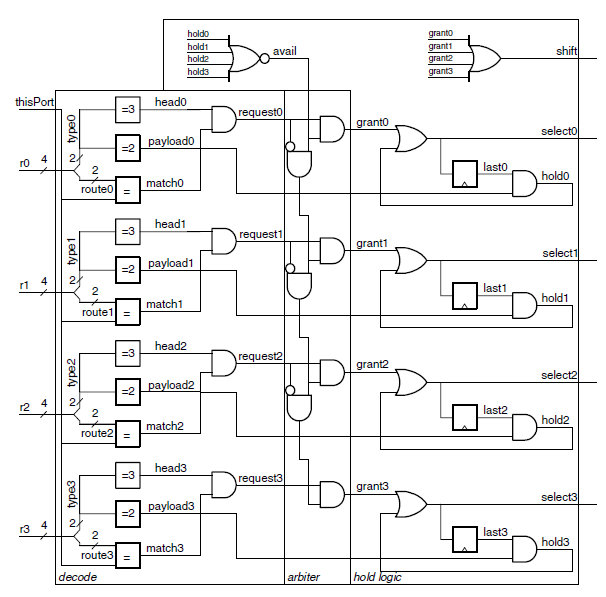 hold0
hold1
hold2
hold3
avail
grant0
grant1
grant2
grant3
shift
thisPort
type0
=3
head0
request0
grant0
select0
=2
payload0
r0
4
2
2
route0
=
match0
last0
hold0
type1
=3
head1
request1
grant1
select1
=2
payload1
r1
4
2
2
route1
=
match1
last1
hold1
type2
=3
head2
request2
grant2
select2
=2
payload2
r2
4
2
2
route2
=
match2
last2
hold2
type3
=3
head3
request3
grant3
select3
=2
payload3
r3
4
2
2
route3
=
match3
last3
hold3
decode
arbiter
hold logic